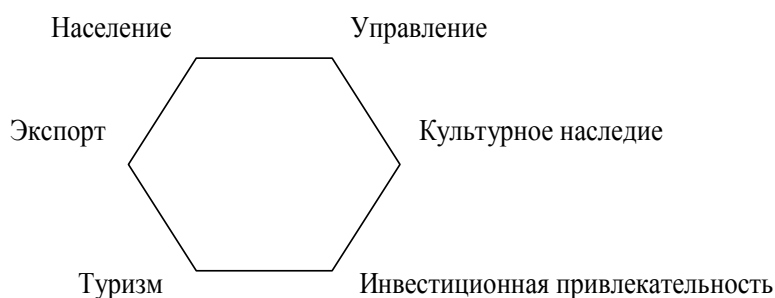 Население
Управление
Экспорт
Культурное наследие
Туризм
Инвестиционная привлекательность